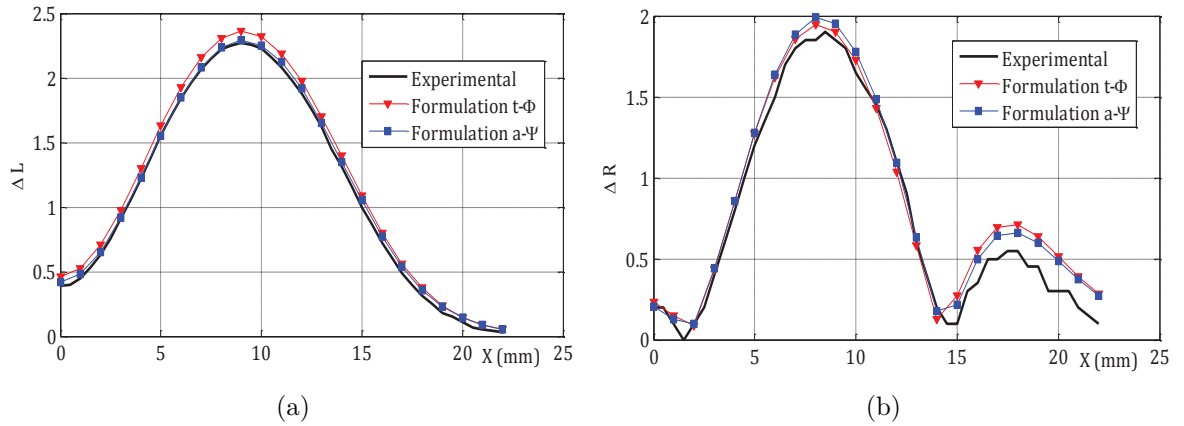 2.5
2
1.5
1
0.5
0
0 5 10 15 20 25
Δ L
X (mm)
Experimental
Formulation t-Φ
Formulation a-Ψ
(a)
2
1.5
1
0.5
0
0 5 10 15 20 25
Δ R
X (mm)
Experimental
Formulation t-Φ
Formulation a-Ψ
(b)